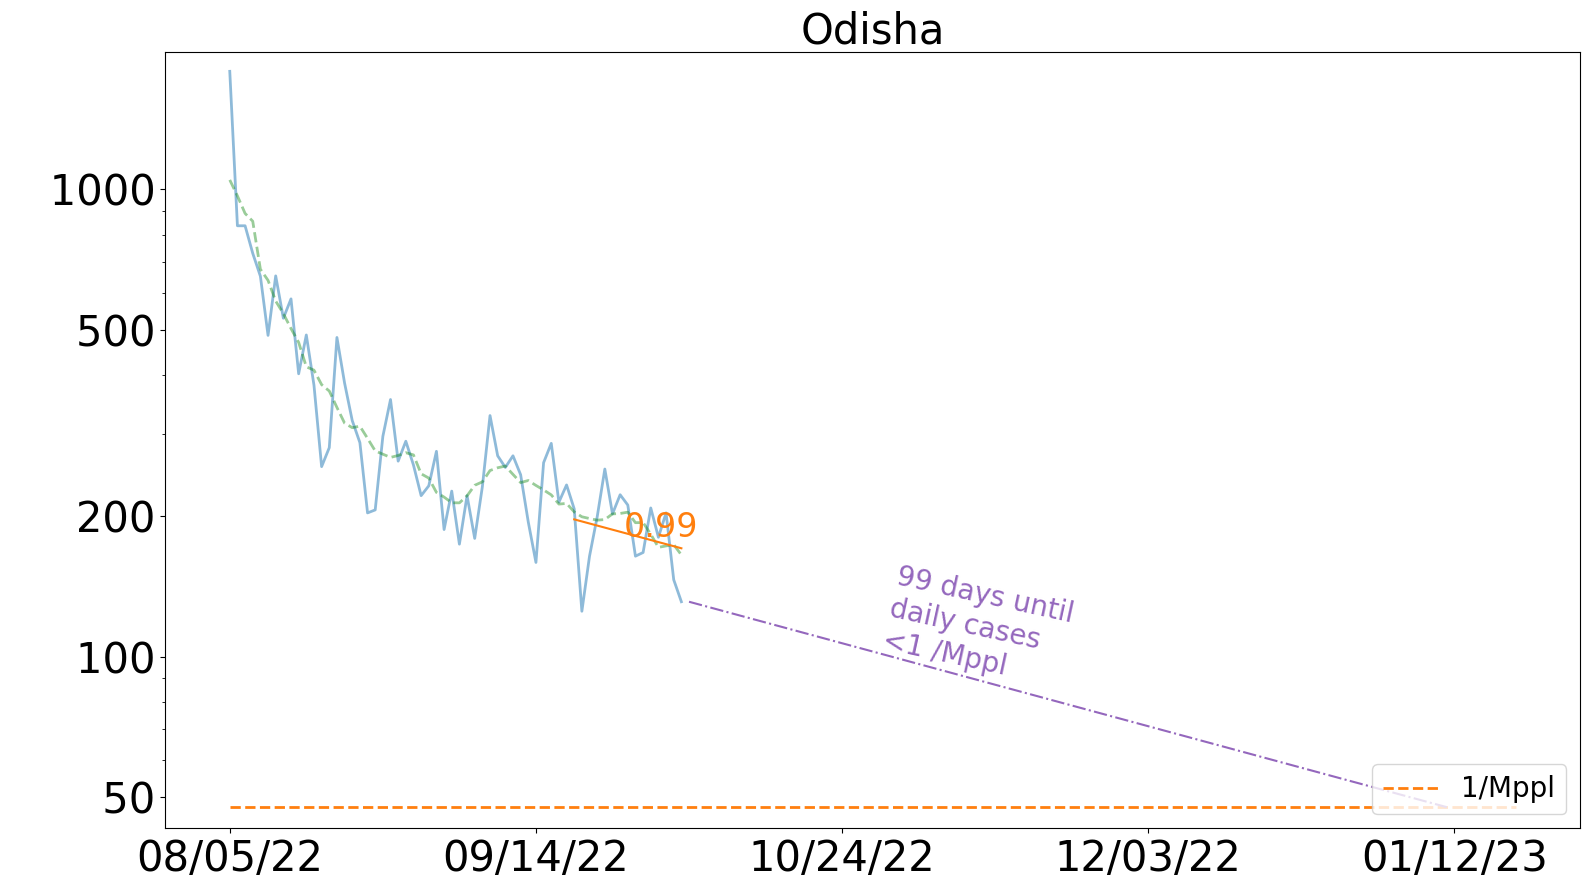 Odisha
1000
500
200
100
50
0.99
99 days until
daily cases
<1 /Mppl
1/Mppl
08/05/22
09/14/22
10/24/22
12/03/22
01/12/23